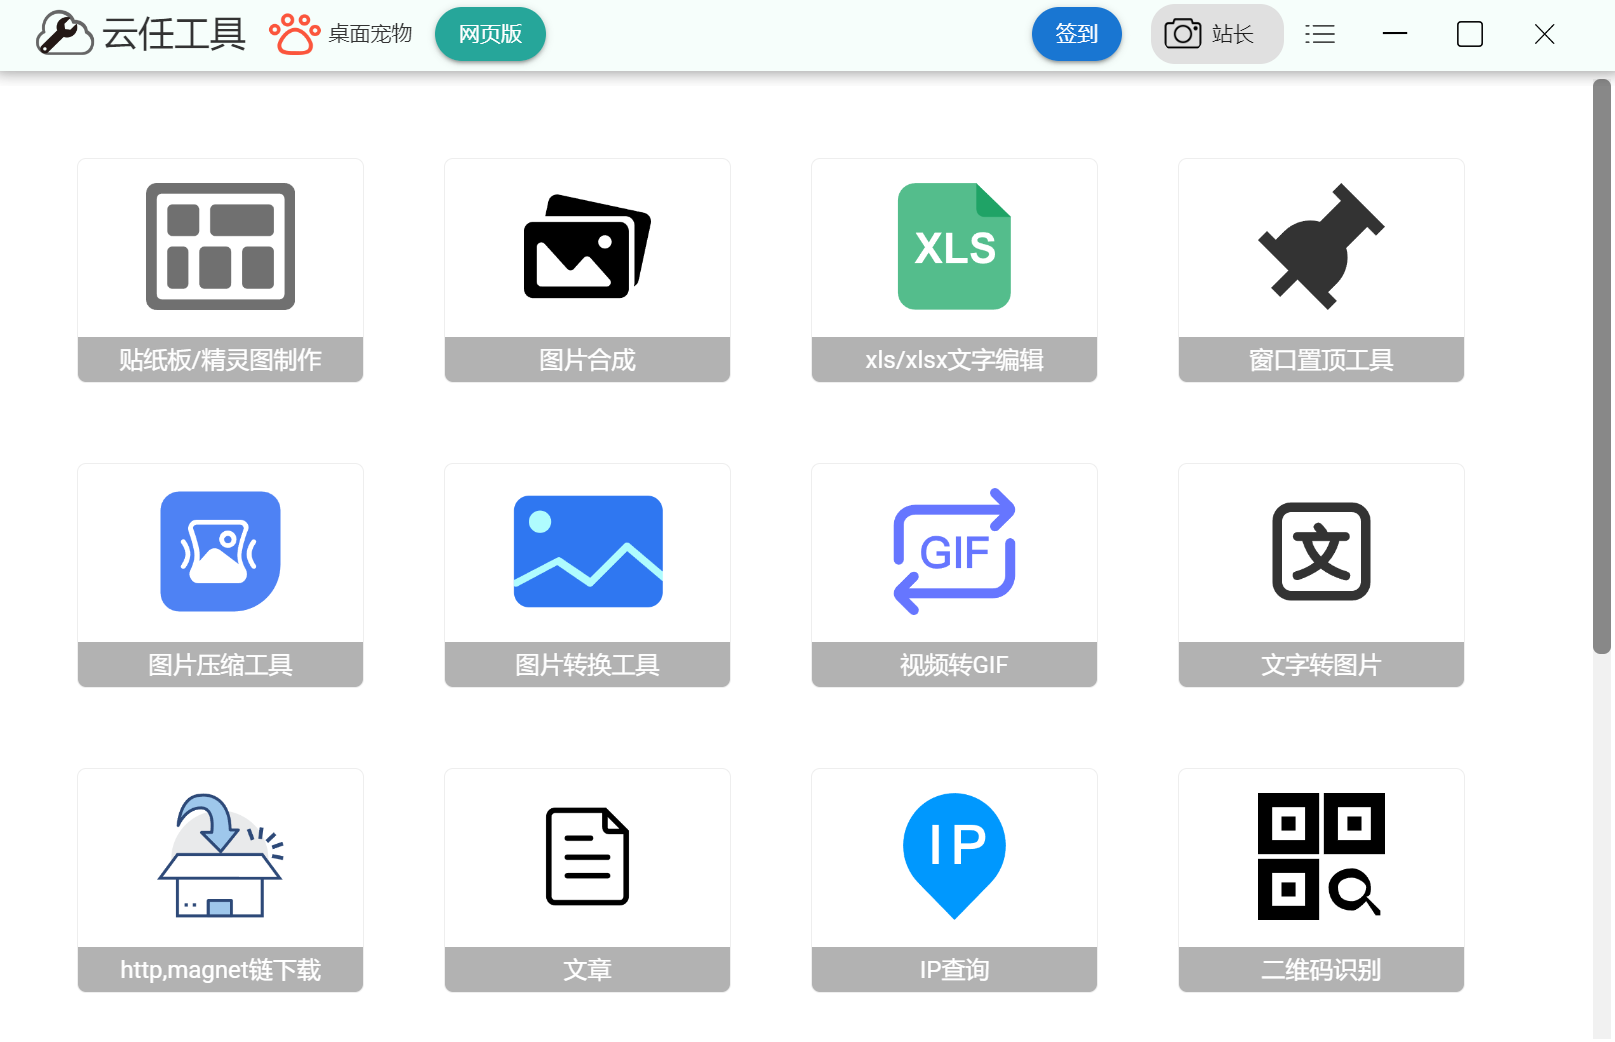 云任工具
桌面宠物
网页版
签到
站长
XLS
贴纸板/精灵图制作
图片合成
xls/xlsx文字编辑
窗口置顶工具
GIF
文
图片压缩工具
图片转换工具
视频转GIF
文字转图片
IP
http,magnet链下载
文章
IP查询
二维码识别